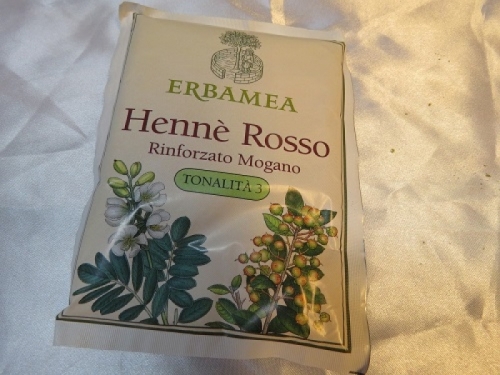 ERBAMEA
Hennè Rosso
Rinforzato Mogano
TONALITÀ 3